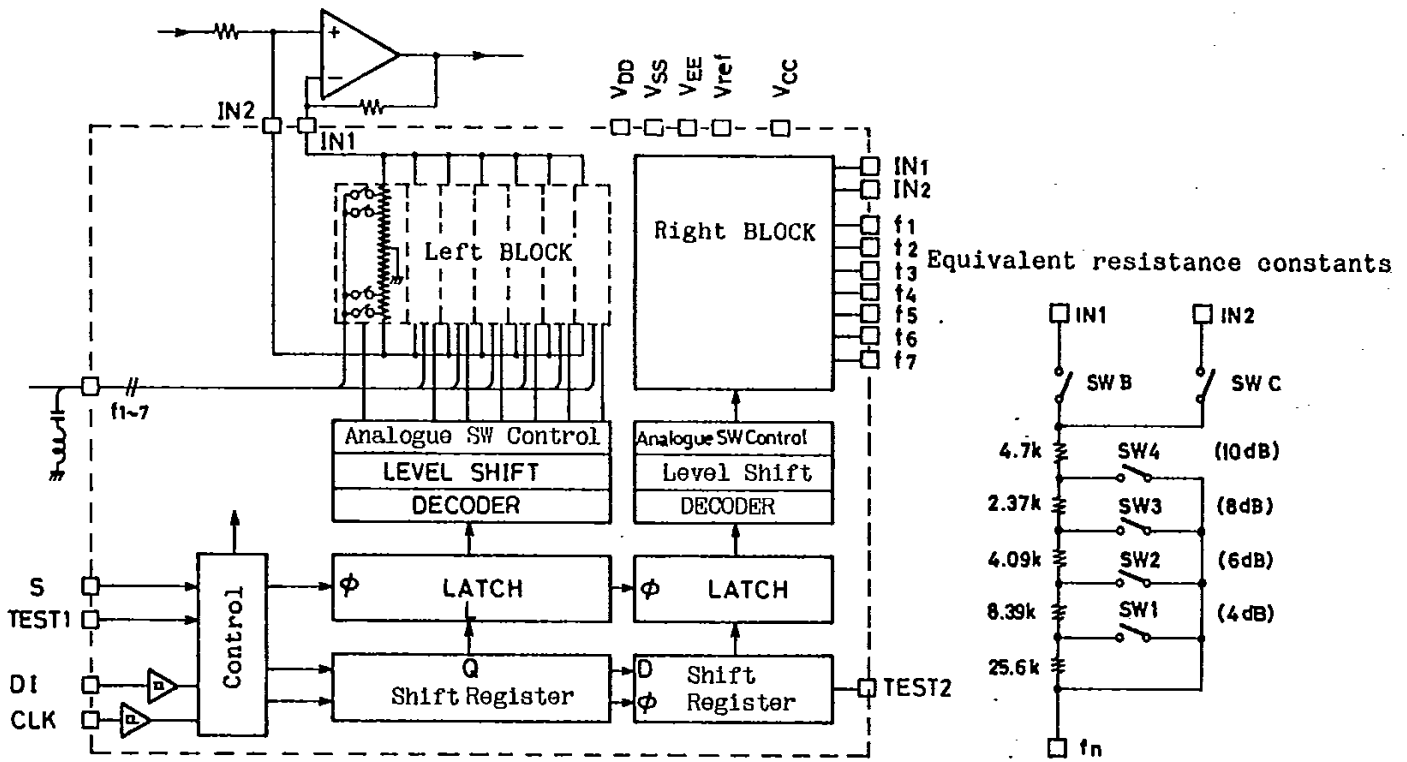 +
−
IN2
IN1
VDD
VSS
VEE
Vref
VCC
Left BLOCK
Right BLOCK
IN1
IN2
f1
f2
f3
f4
f5
f6
f7
f1~7
Analogue SW Control
LEVEL SHIFT
DECODER
Analogue SW Control
Level Shift
DECODER
S
TEST1
DI
CLK
Control
ϕ LATCH
ϕ LATCH
Q
Shift Register
D Shift
ϕ Register
TEST2
Equivalent resistance constants
IN1 IN2
SW B SW C
4.7k SW4 (10dB)
2.37k SW3 (8dB)
4.09k SW2 (6dB)
8.39k SW1 (4dB)
25.6k
fn